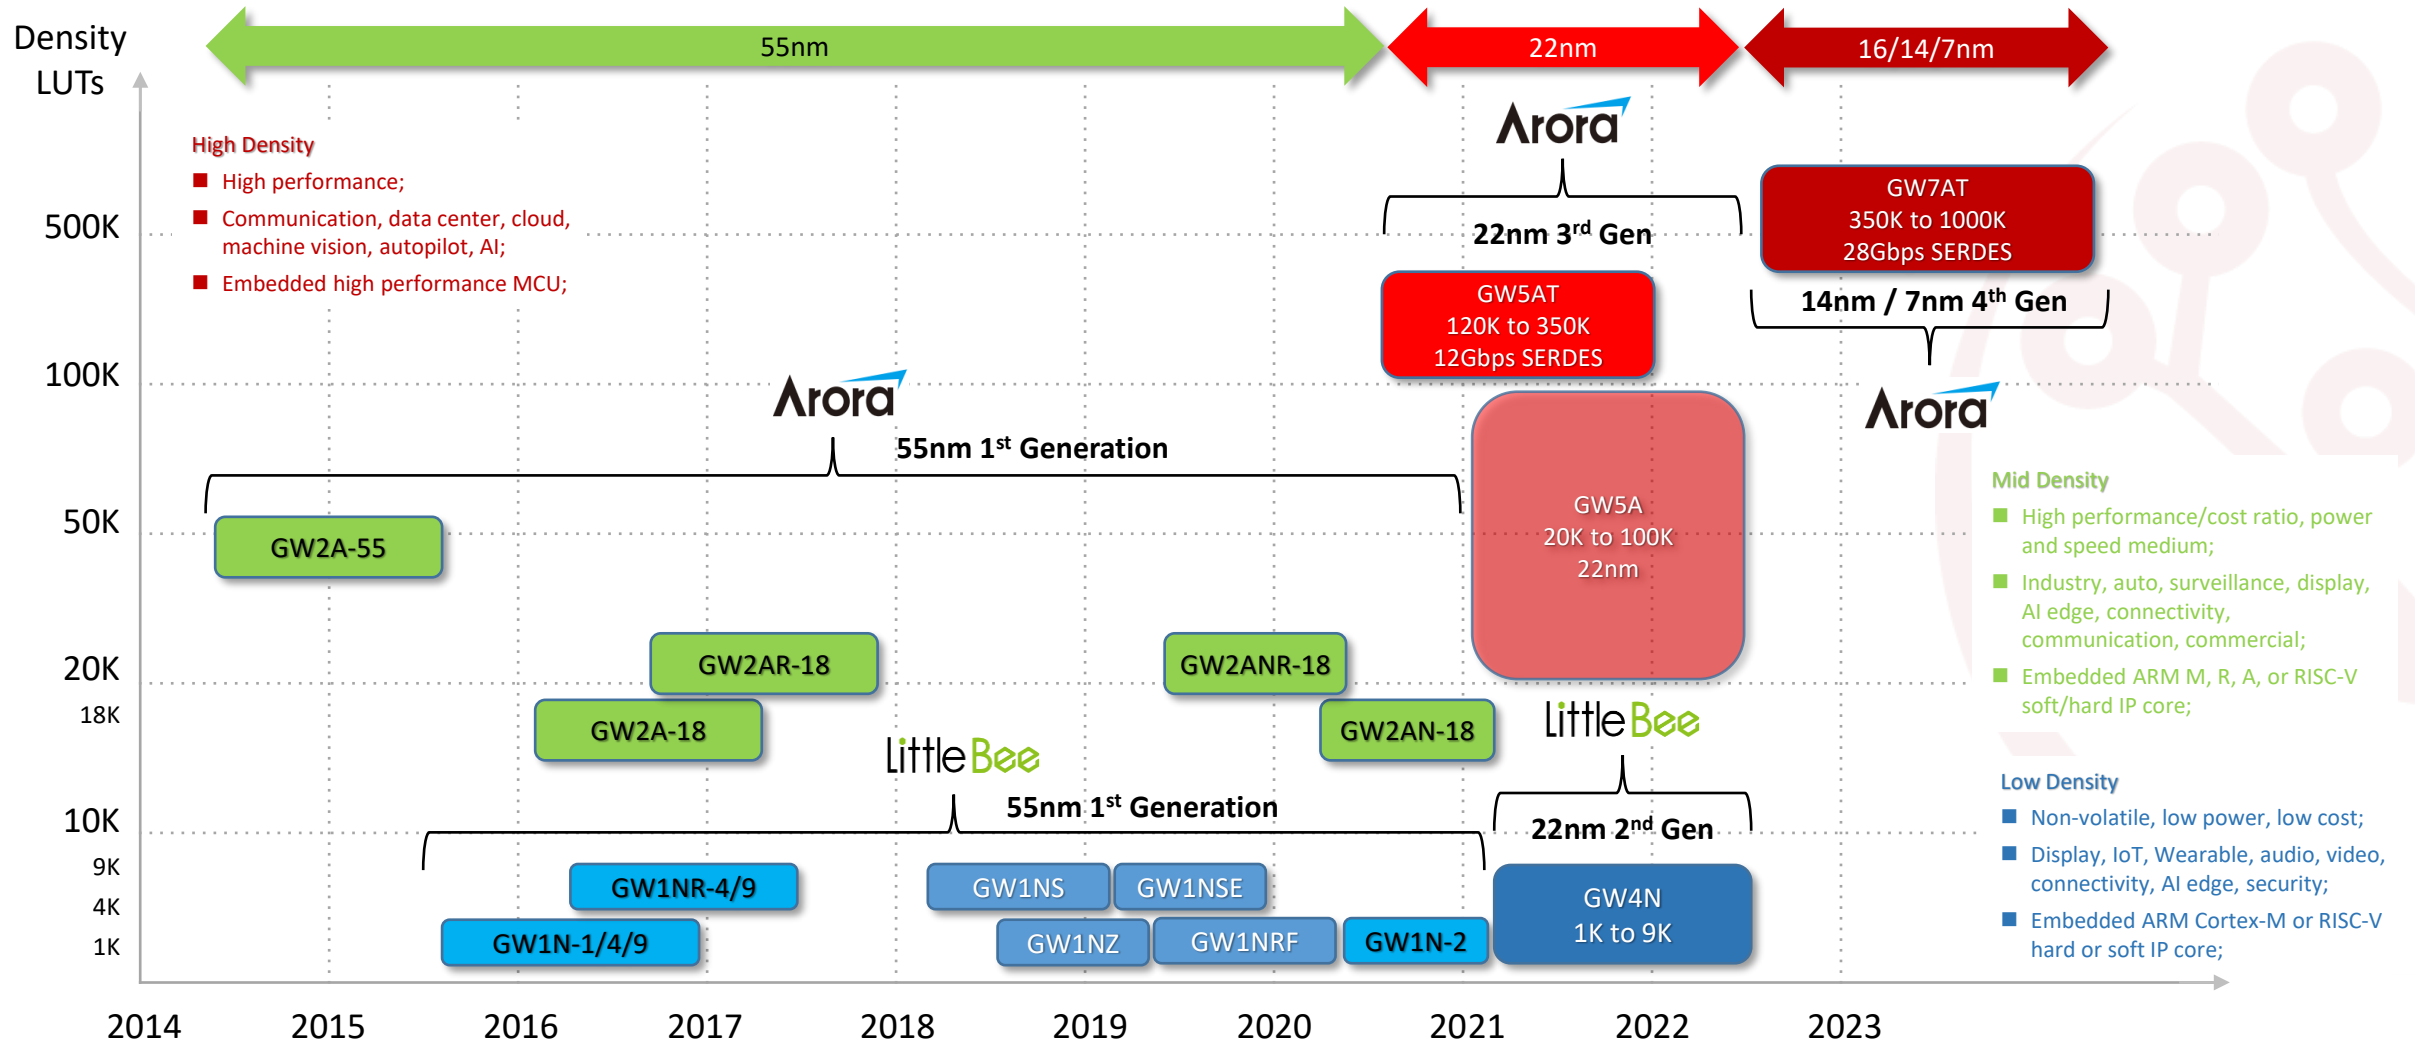 Density
LUTs
55nm
22nm
16/14/7nm
High Density
High performance;
Communication, data center, cloud,
machine vision, autopilot, AI;
Embedded high performance MCU;
Arora
22nm 3rd Gen
GW7AT
350K to 1000K
28Gbps SERDES
GW5AT
120K to 350K
12Gbps SERDES
14nm / 7nm 4th Gen
Arora
Arora
55nm 1st Generation
GW5A
20K to 100K
22nm
GW2A-55
GW2AR-18
GW2ANR-18
GW2A-18
GW2AN-18
LittleBee
LittleBee
55nm 1st Generation
22nm 2nd Gen
GW1NR-4/9
GW1NS
GW1NSE
GW4N
1K to 9K
GW1N-1/4/9
GW1NZ
GW1NRF
GW1N-2
Mid Density
High performance/cost ratio, power
and speed medium;
Industry, auto, surveillance, display,
AI edge, connectivity,
communication, commercial;
Embedded ARM M, R, A, or RISC-V
soft/hard IP core;
Low Density
Non-volatile, low power, low cost;
Display, IoT, Wearable, audio, video,
connectivity, AI edge, security;
Embedded ARM Cortex-M or RISC-V
hard or soft IP core;
500K
100K
50K
20K
18K
10K
9K
4K
1K
2014
2015
2016
2017
2018
2019
2020
2021
2022
2023